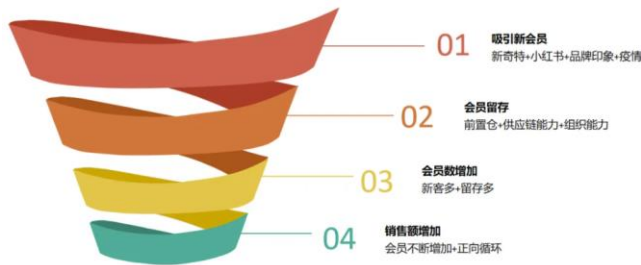 01
吸引新会员
新奇特+小红书+品牌印象+疫情
02
会员留存
前置仓+供应链能力+组织能力
03
会员数增加
新客多+留存多
04
销售额增加
会员不断增加+正向循环